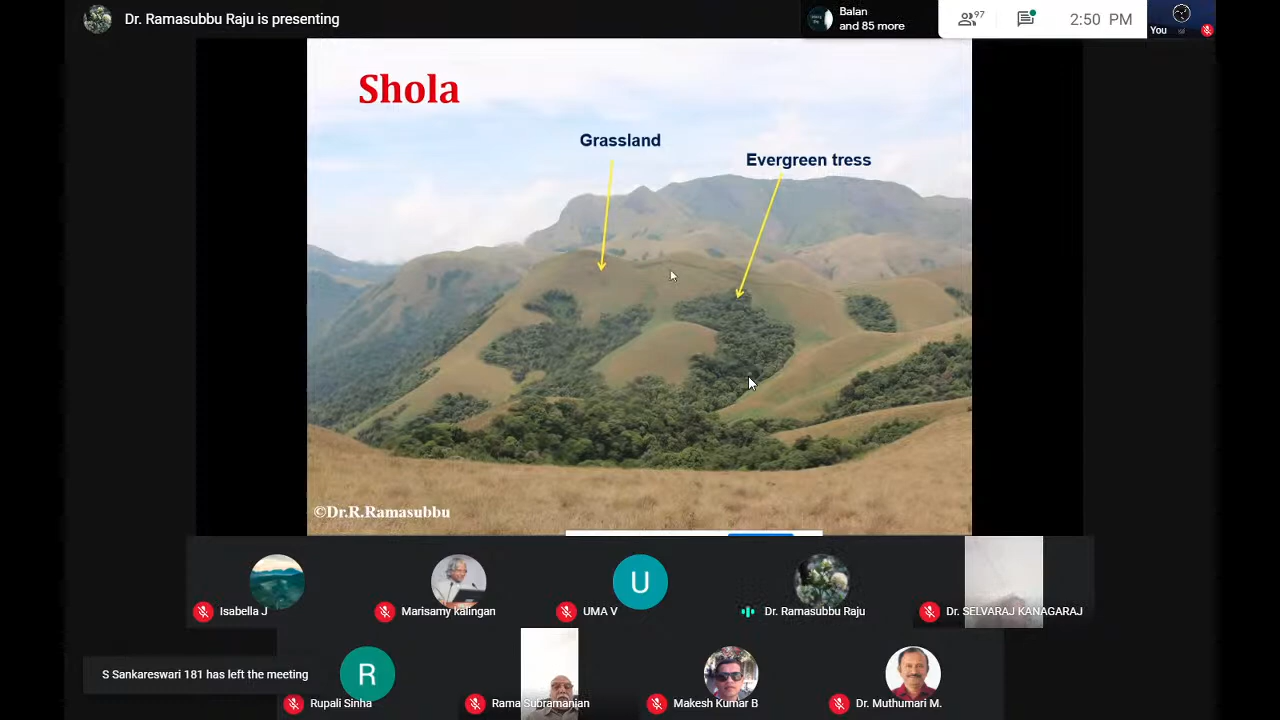 Dr. Ramasubbu Raju is presenting
Balan
and 85 more
97
2:50 PM
You
Shola
Grassland
Evergreen tress
©Dr.R.Ramasubbu
Isabella J
Marisamy kalingan
U
UMA V
Dr. Ramasubbu Raju
Dr. SELVARAJ KANAGARAJ
S Sankareswari 181 has left the meeting
R
Rupali Sinha
Rama Subramanian
Makesh Kumar B
Dr. Muthumari M.